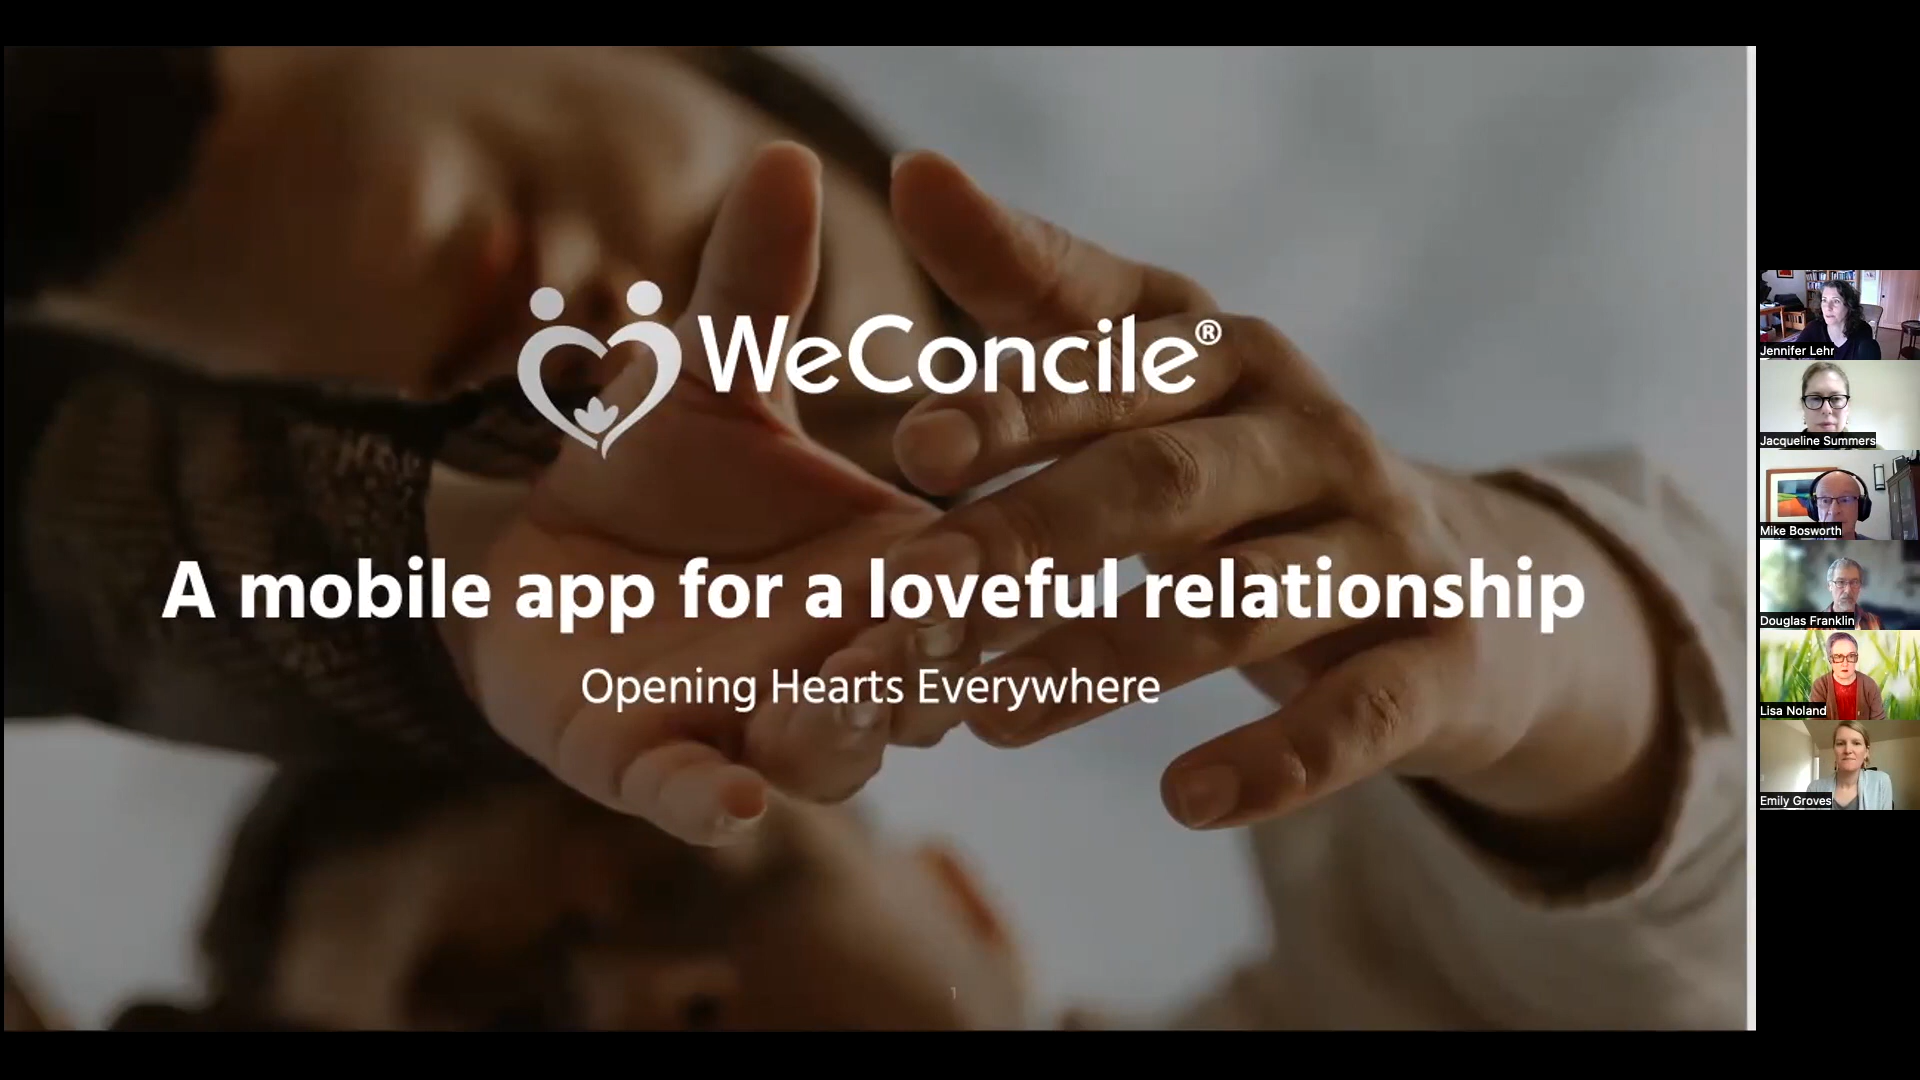 WeConcile®
A mobile app for a loveful relationship
Opening Hearts Everywhere
1
Jennifer Lehr
Jacqueline Summers
Mike Bosworth
Douglas Franklin
Lisa Noland
Emily Groves